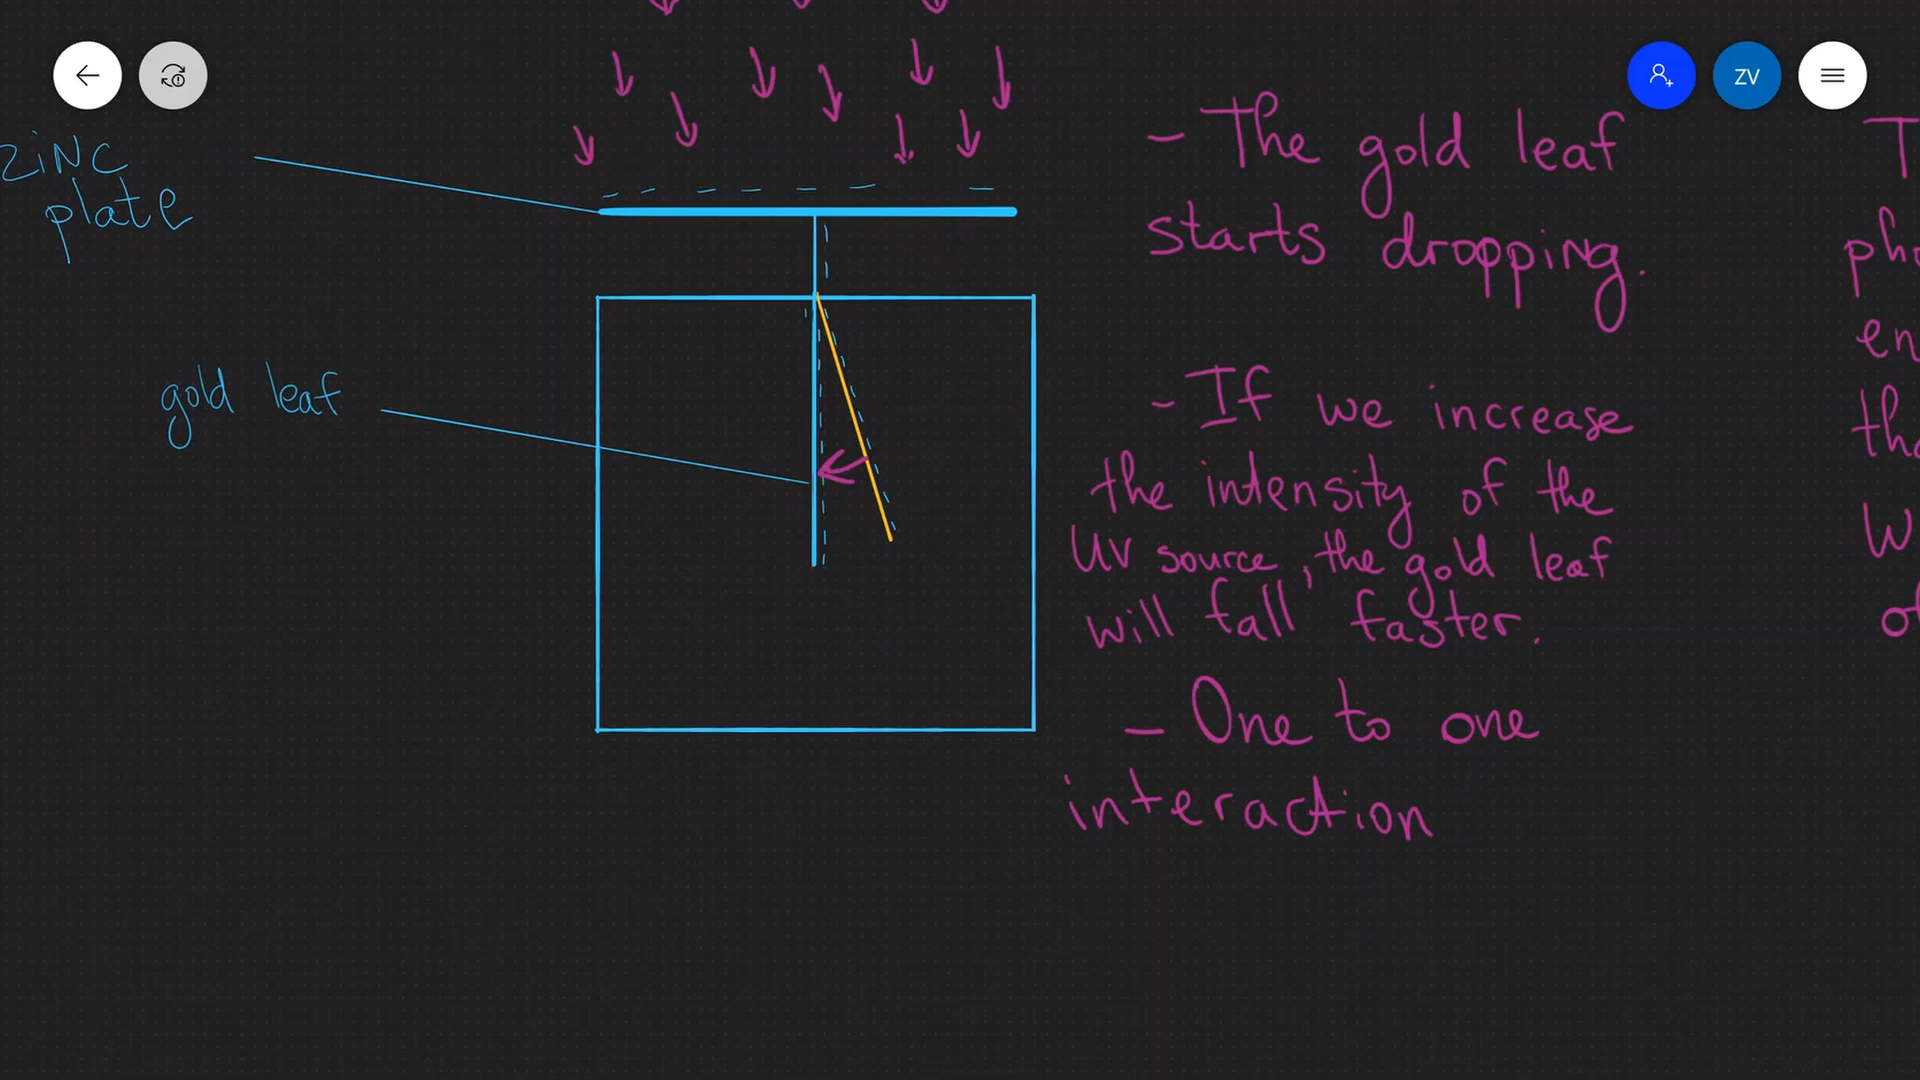 ZV
ZiNC
plate
gold leaf
- The gold leaf
starts dropping.
- If we increase
the intensity of the
UV source, the gold leaf
will fall faster.
- One to one
interaction